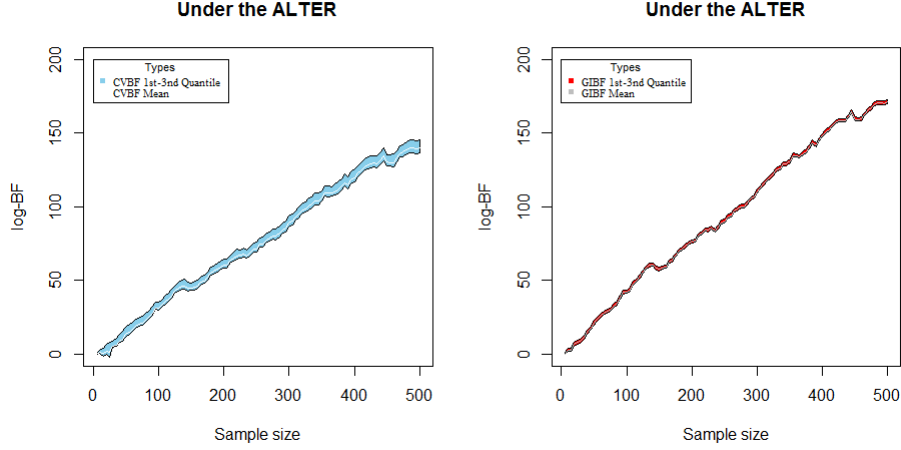 Under the ALTER
200
150
100
50
0
log-BF
Types
CVBF 1st-3nd Quantile
CVBF Mean
0 100 200 300 400 500
Sample size
Under the ALTER
200
150
100
50
0
log-BF
Types
GIBF 1st-3nd Quantile
GIBF Mean
0 100 200 300 400 500
Sample size